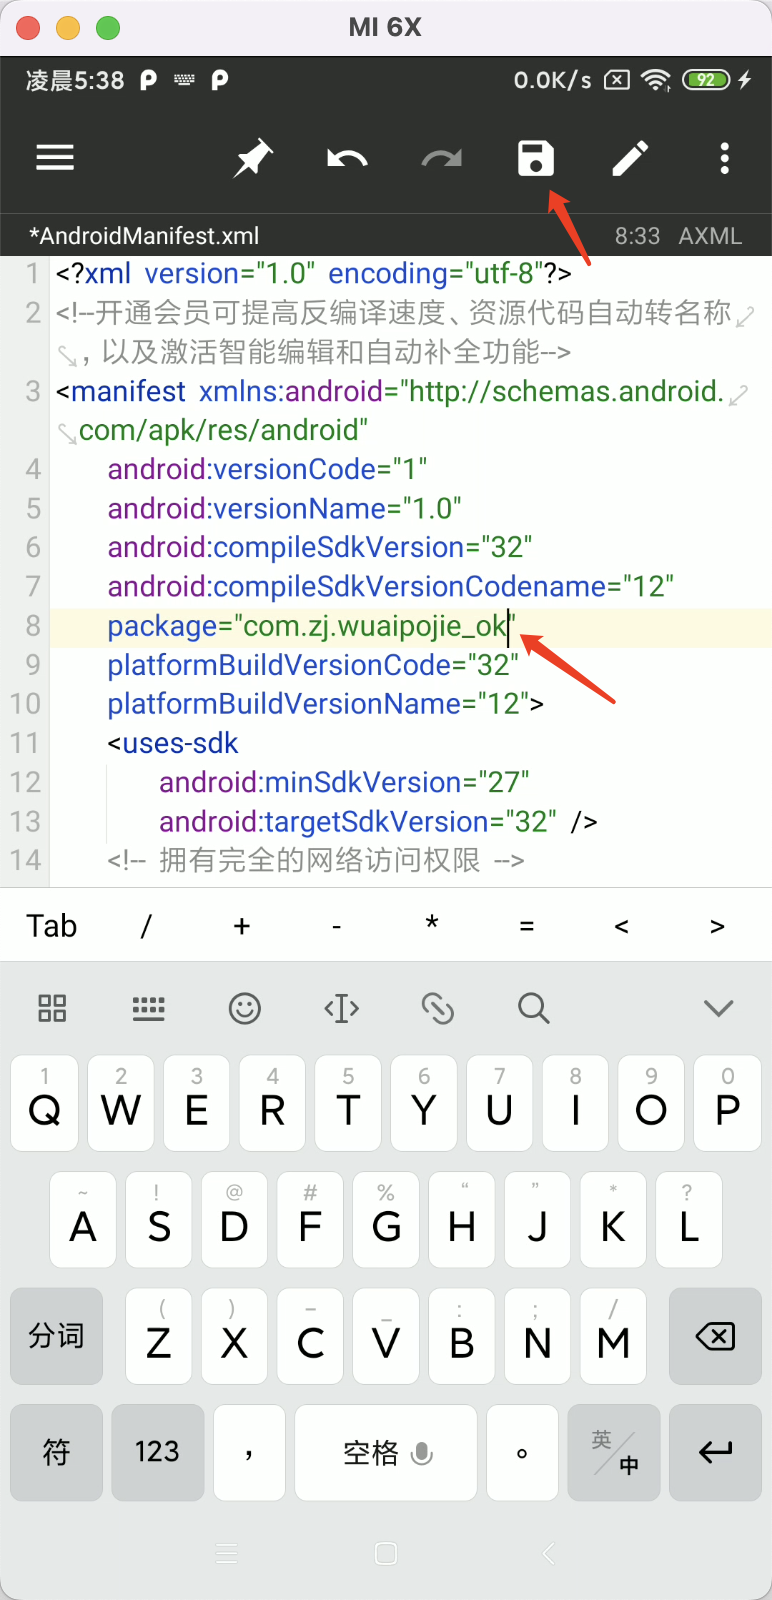 MI 6X
凌晨5:38
0.0K/s
92
*AndroidManifest.xml 8:33 AXML
1 <?xml version="1.0" encoding="utf-8"?>
2 <!--开通会员可提高反编译速度、资源代码自动转名称
，以及激活智能编辑和自动补全功能-->
3 <manifest xmlns:android="http://schemas.android.
com/apk/res/android"
4 android:versionCode="1"
5 android:versionName="1.0"
6 android:compileSdkVersion="32"
7 android:compileSdkVersionCodename="12"
8 package="com.zj.wuaipojie_ok"
9 platformBuildVersionCode="32"
10 platformBuildVersionName="12">
11 <uses-sdk
12 android:minSdkVersion="27"
13 android:targetSdkVersion="32" />
14 <!-- 拥有完全的网络访问权限 -->
Tab / + - * = < >
1 2 3 4 5 6 7 8 9 0
Q W E R T Y U I O P
~ ! @ # % “ ” * ?
A S D F G H J K L
( ) – _ : ; /
分词 Z X C V B N M
符 123 ， 空格 。 英/中